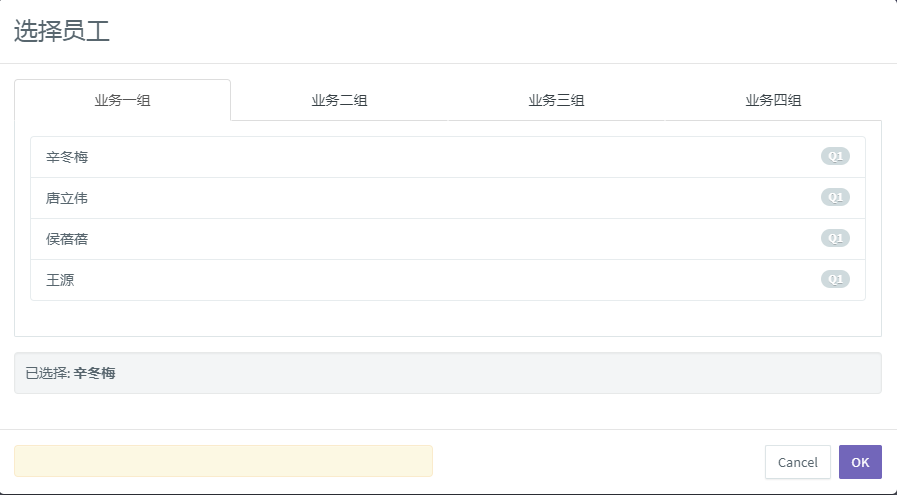 选择员工
业务一组 业务二组 业务三组 业务四组
辛冬梅 Q1
唐立伟 Q1
侯蓓蓓 Q1
王源 Q1
已选择: 辛冬梅
Cancel OK